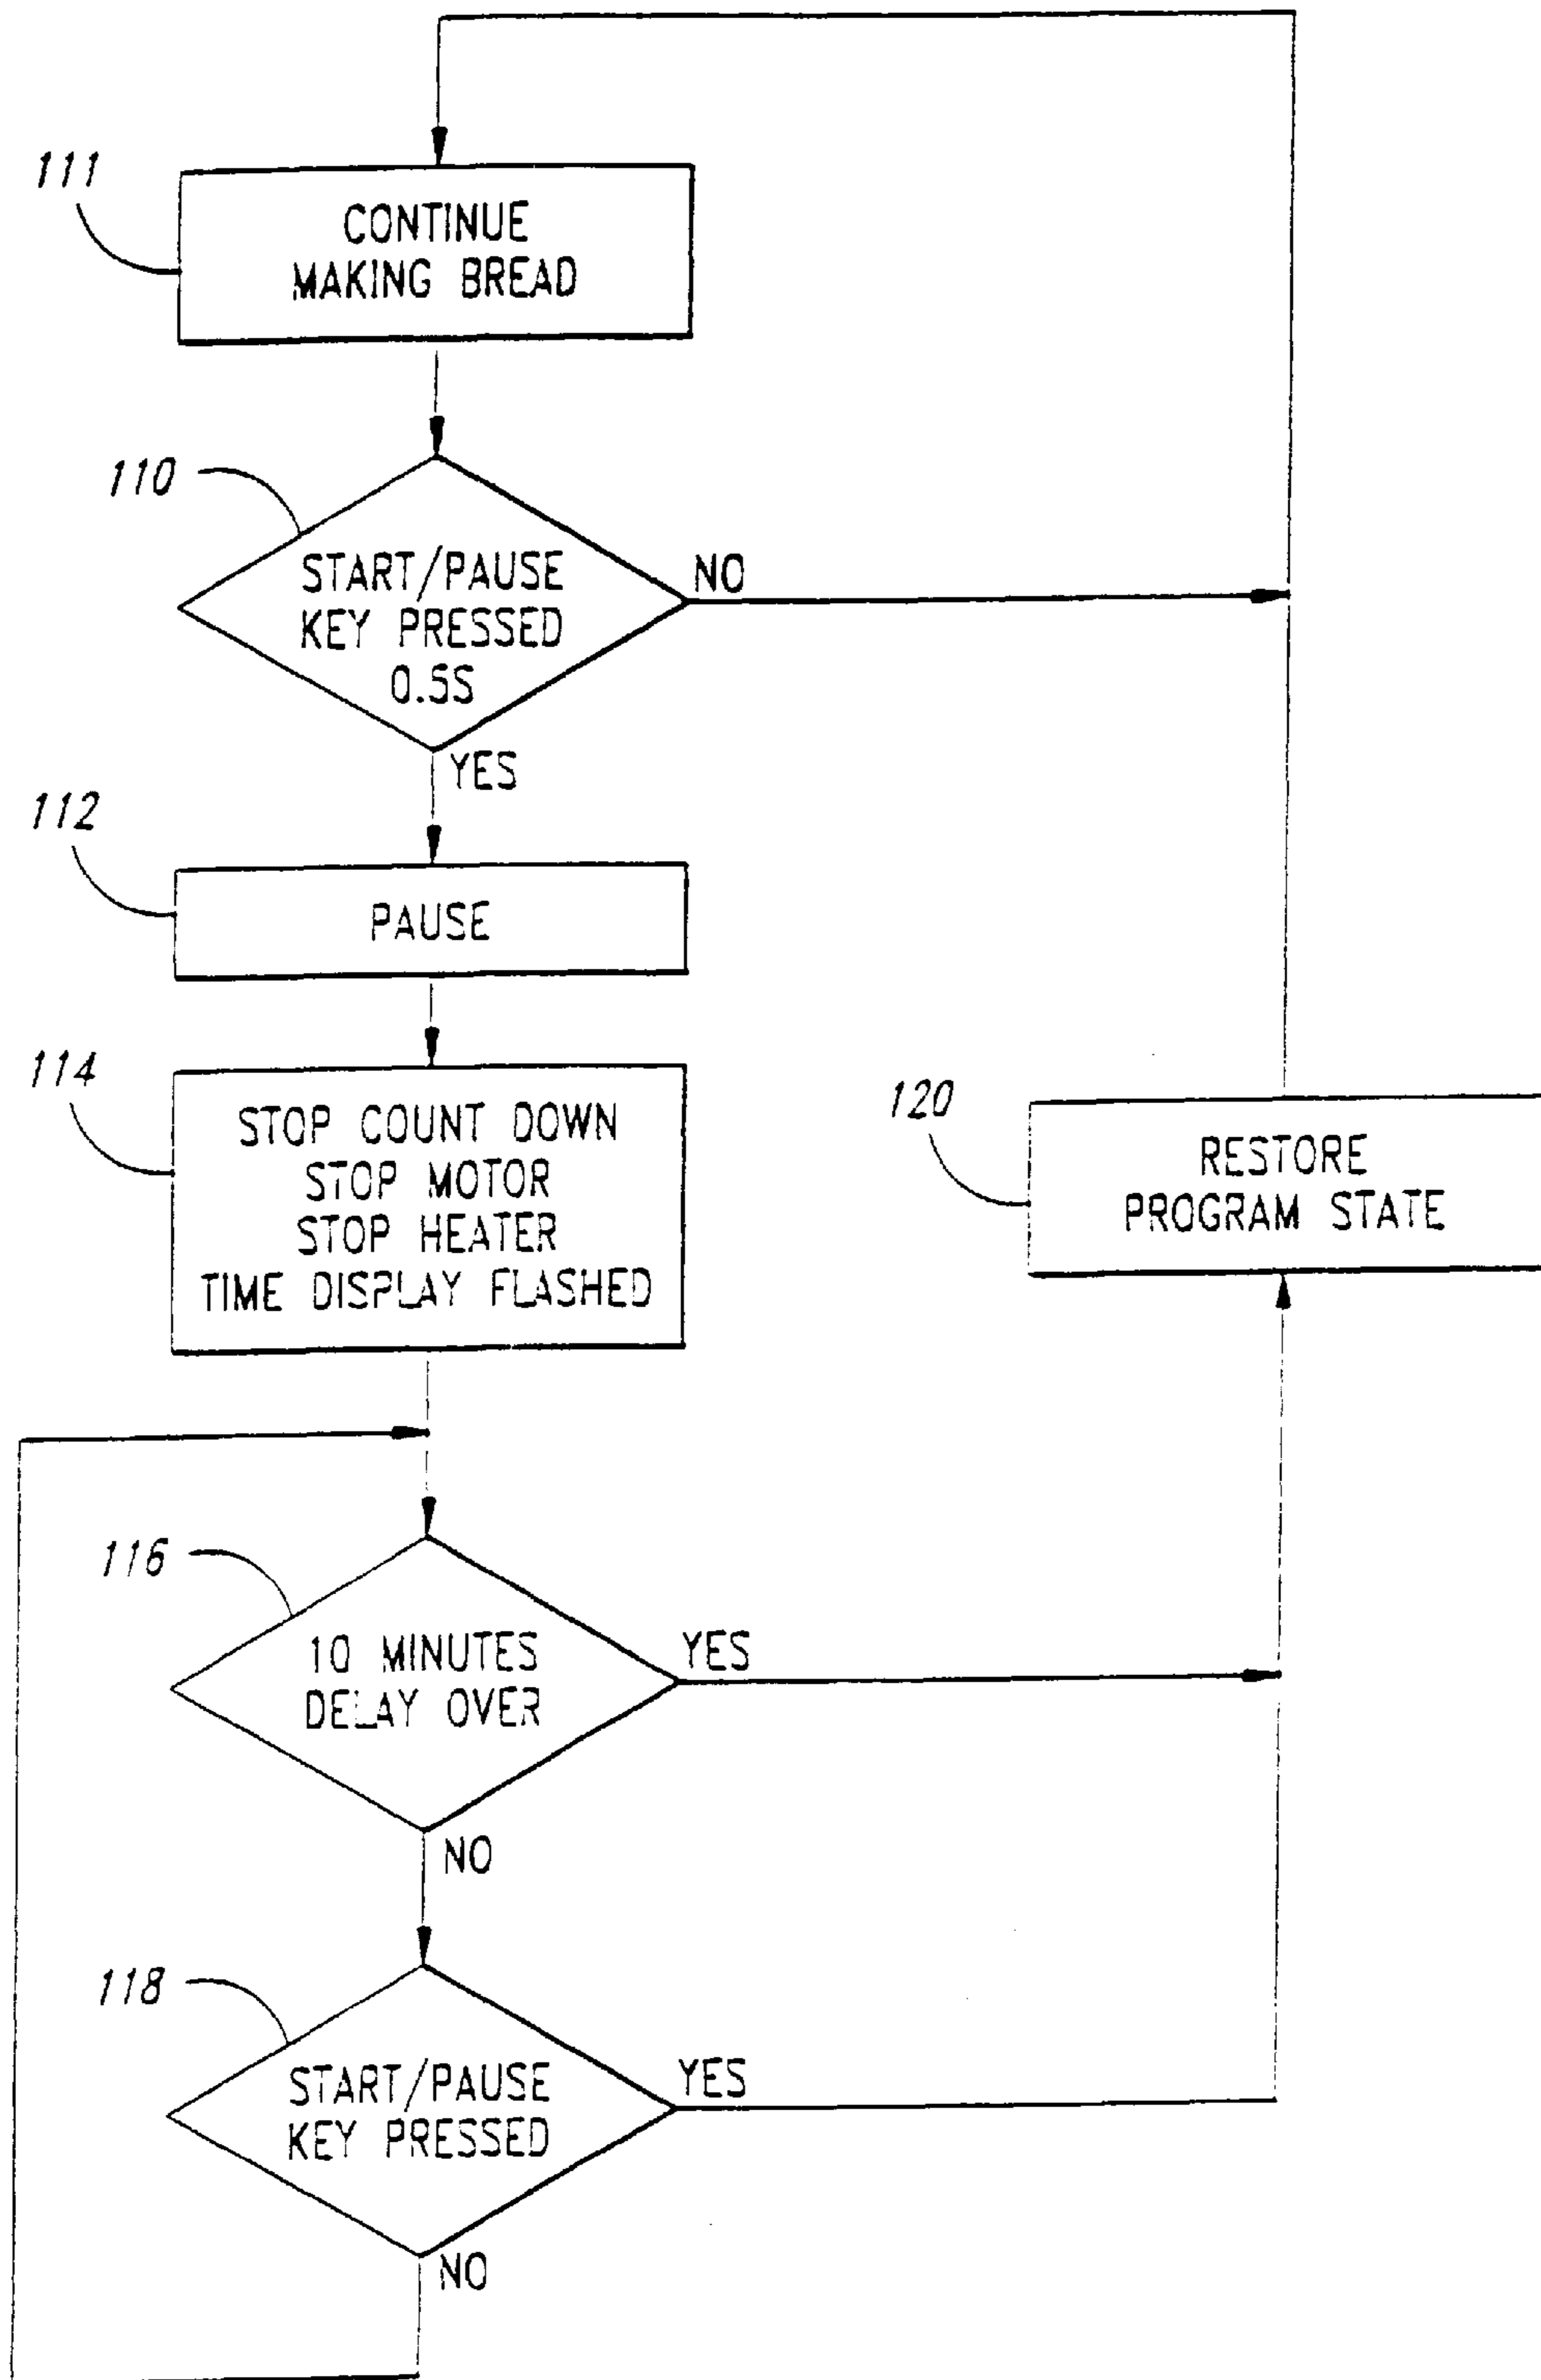 111
CONTINUE
MAKING BREAD
110
START/PAUSE
KEY PRESSED
0.5S
NO
YES
112
PAUSE
114
STOP COUNT DOWN
STOP MOTOR
STOP HEATER
TIME DISPLAY FLASHED
120
RESTORE
PROGRAM STATE
116
10 MINUTES
DELAY OVER
YES
NO
118
START/PAUSE
KEY PRESSED
YES
NO